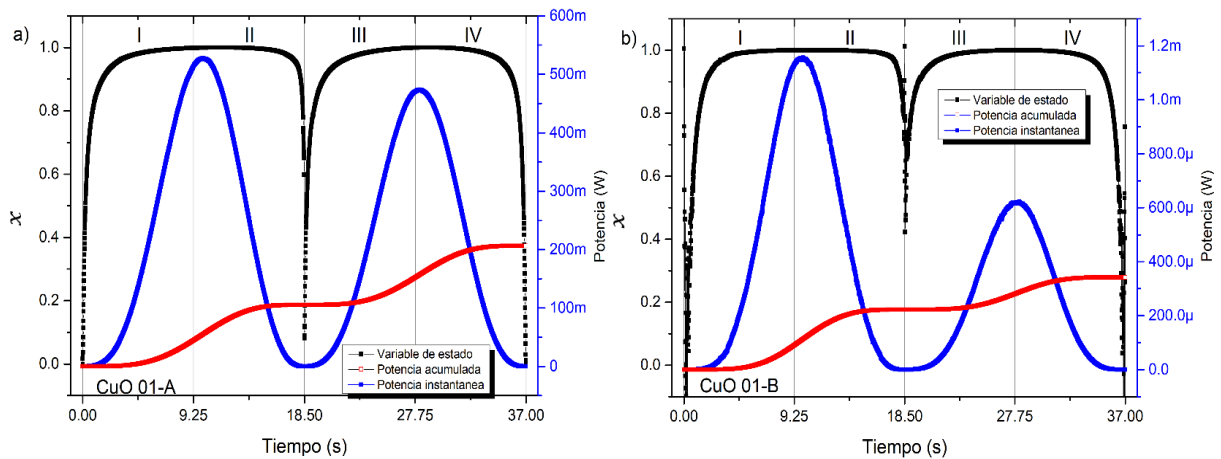 a)
I II III IV
1.0
0.8
0.6
0.4
0.2
0.0
x
600m
500m
400m
300m
200m
100m
0
Potencia (W)
Variable de estado
Potencia acumulada
Potencia instantanea
CuO 01-A
0.00 9.25 18.50 27.75 37.00
Tiempo (s)
b)
I II III IV
1.0
0.8
0.6
0.4
0.2
0.0
x
1.2m
1.0m
800.0µ
600.0µ
400.0µ
200.0µ
0.0
Potencia (W)
Variable de estado
Potencia acumulada
Potencia instantanea
CuO 01-B
0.00 9.25 18.50 27.75 37.00
Tiempo (s)